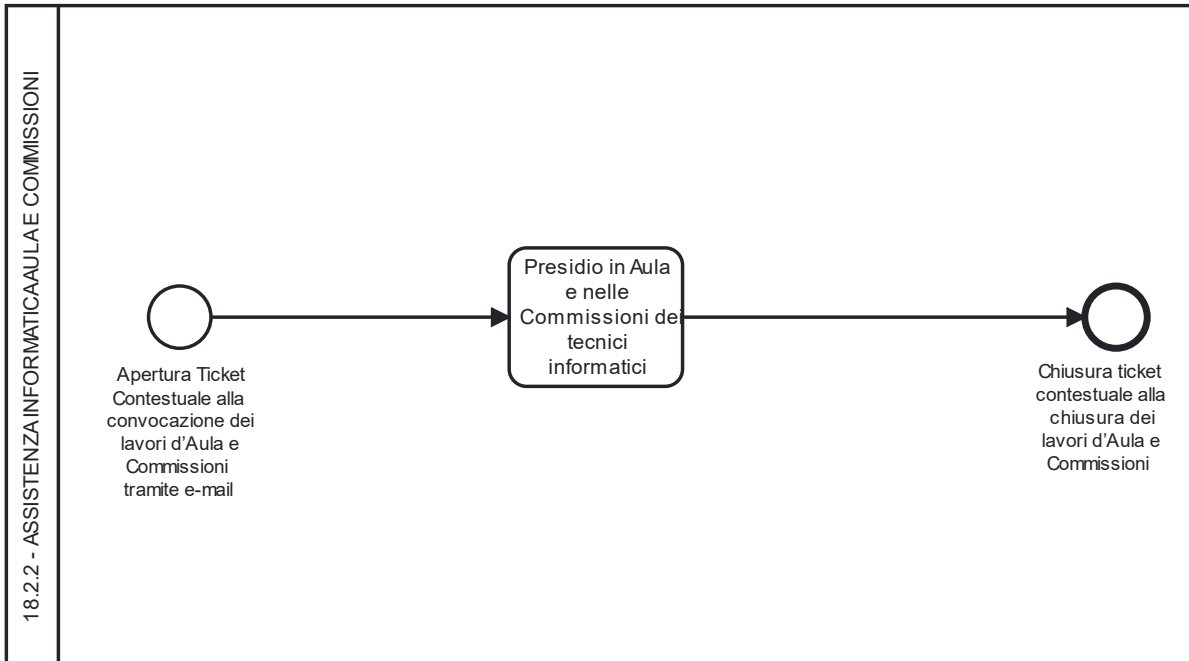 18.2.2 - ASSISTENZA INFORMATICA AULA E COMMISSIONI
Presidio in Aula
e nelle
Commissioni dei
tecnici
informatici
Apertura Ticket
Contestuale alla
convocazione dei
lavori d’Aula e
Commissioni
tramite e-mail
Chiusura ticket
contestuale alla
chiusura dei
lavori d’Aula e
Commissioni